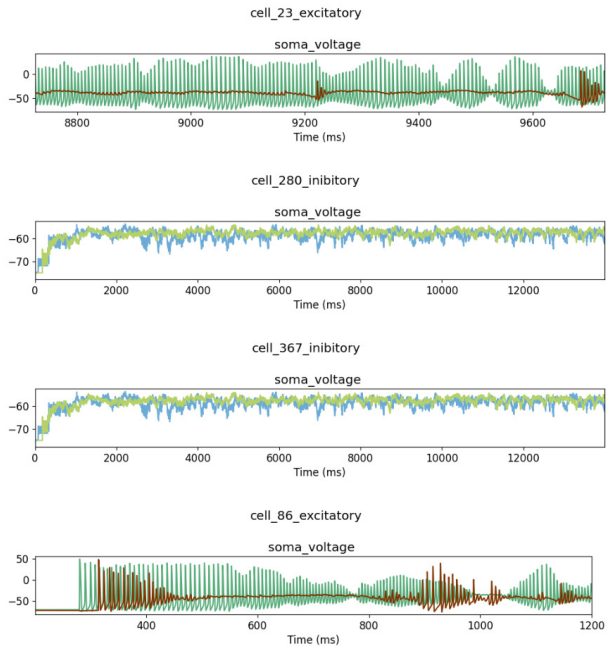 cell_23_excitatory
soma_voltage
0
−50
8800 9000 9200 9400 9600
Time (ms)
cell_280_inibitory
soma_voltage
−60
−70
0 2000 4000 6000 8000 10000 12000
Time (ms)
cell_367_inibitory
soma_voltage
−60
−70
0 2000 4000 6000 8000 10000 12000
Time (ms)
cell_86_excitatory
soma_voltage
50
0
−50
400 600 800 1000 1200
Time (ms)